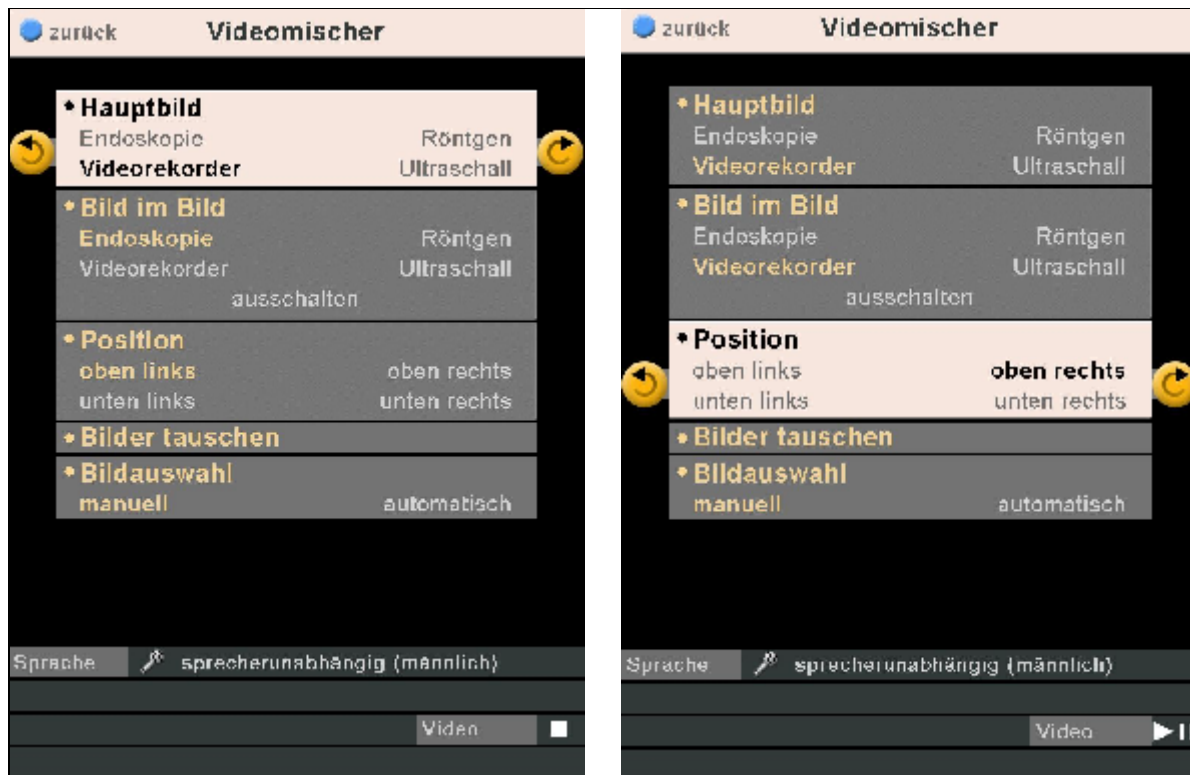 zurück Videomischer
• Hauptbild
Endoskopie Röntgen
Videorekorder Ultraschall
• Bild im Bild
Endoskopie Röntgen
Videorekorder Ultraschall
ausschalten
• Position
oben links oben rechts
unten links unten rechts
• Bilder tauschen
• Bildauswahl
manuell automatisch
Sprache sprecherunabhängig (männlich)
Video
zurück Videomischer
• Hauptbild
Endoskopie Röntgen
Videorekorder Ultraschall
• Bild im Bild
Endoskopie Röntgen
Videorekorder Ultraschall
ausschalten
• Position
oben links oben rechts
unten links unten rechts
• Bilder tauschen
• Bildauswahl
manuell automatisch
Sprache sprecherunabhängig (männlich)
Video